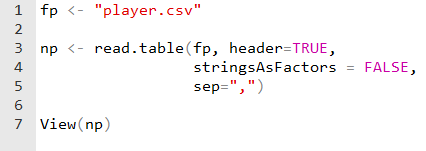 1 fp <- "player.csv"
2
3 np <- read.table(fp, header=TRUE,
4                  stringsAsFactors = FALSE,
5                  sep=",")
6
7 View(np)